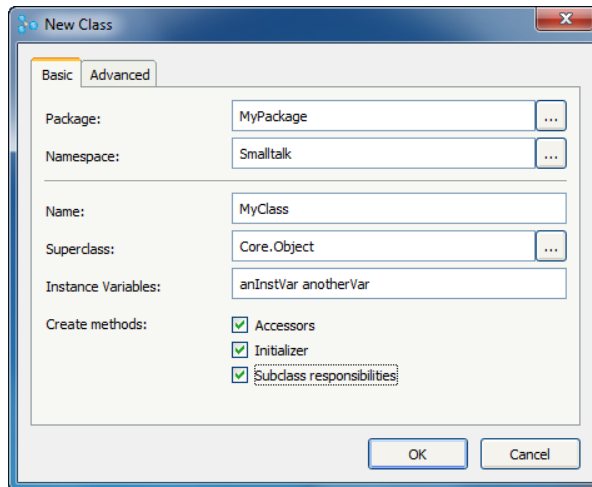 New Class
Basic Advanced
Package: MyPackage ...
Namespace: Smalltalk ...
Name: MyClass
Superclass: Core.Object ...
Instance Variables: anInstVar anotherVar
Create methods: Accessors
Initializer
Subclass responsibilities
OK Cancel